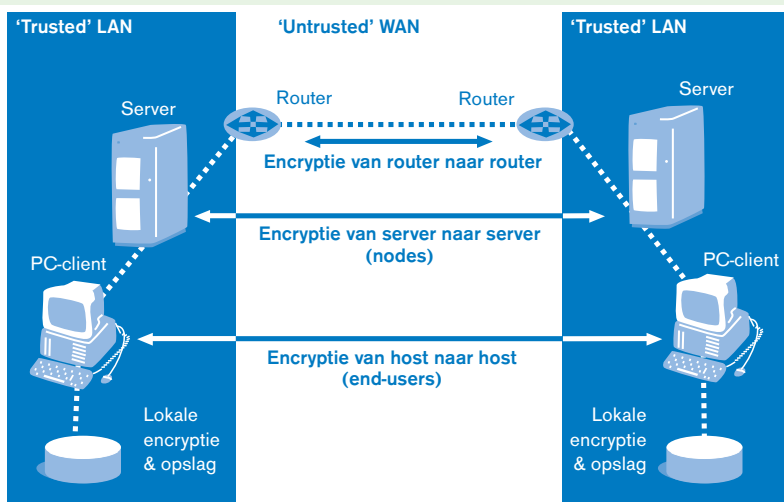 'Trusted' LAN
'Untrusted' WAN
'Trusted' LAN
Server
Router
Router
Server
Encryptie van router naar router
Encryptie van server naar server
(nodes)
PC-client
PC-client
Encryptie van host naar host
(end-users)
Lokale
encryptie
& opslag
Lokale
encryptie
& opslag